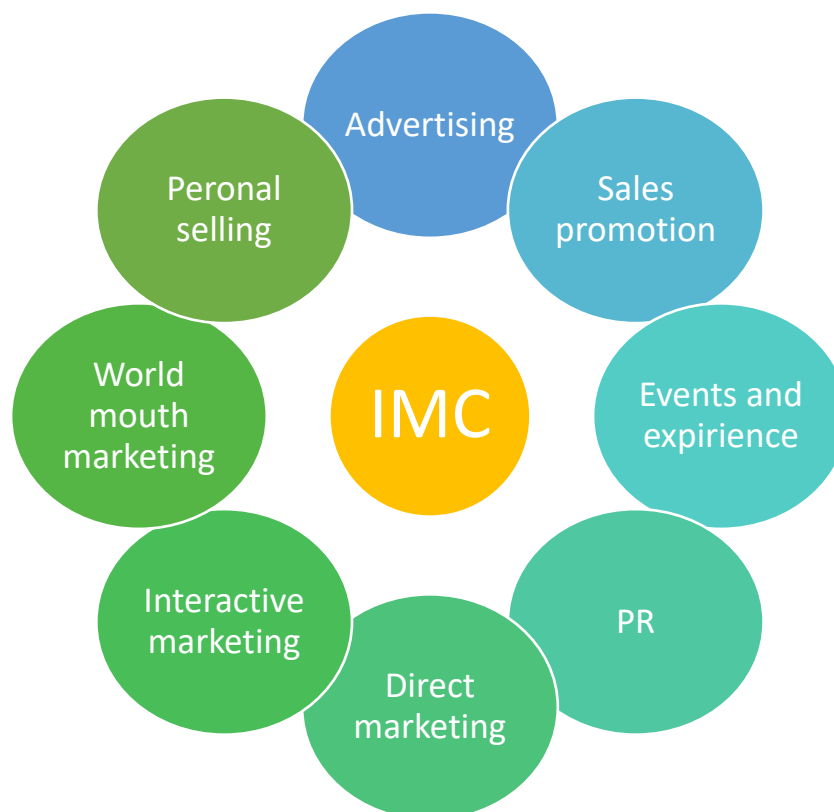 Advertising
Sales
promotion
Events and
expirience
PR
Direct
marketing
Interactive
marketing
World
mouth
marketing
Peronal
selling
IMC